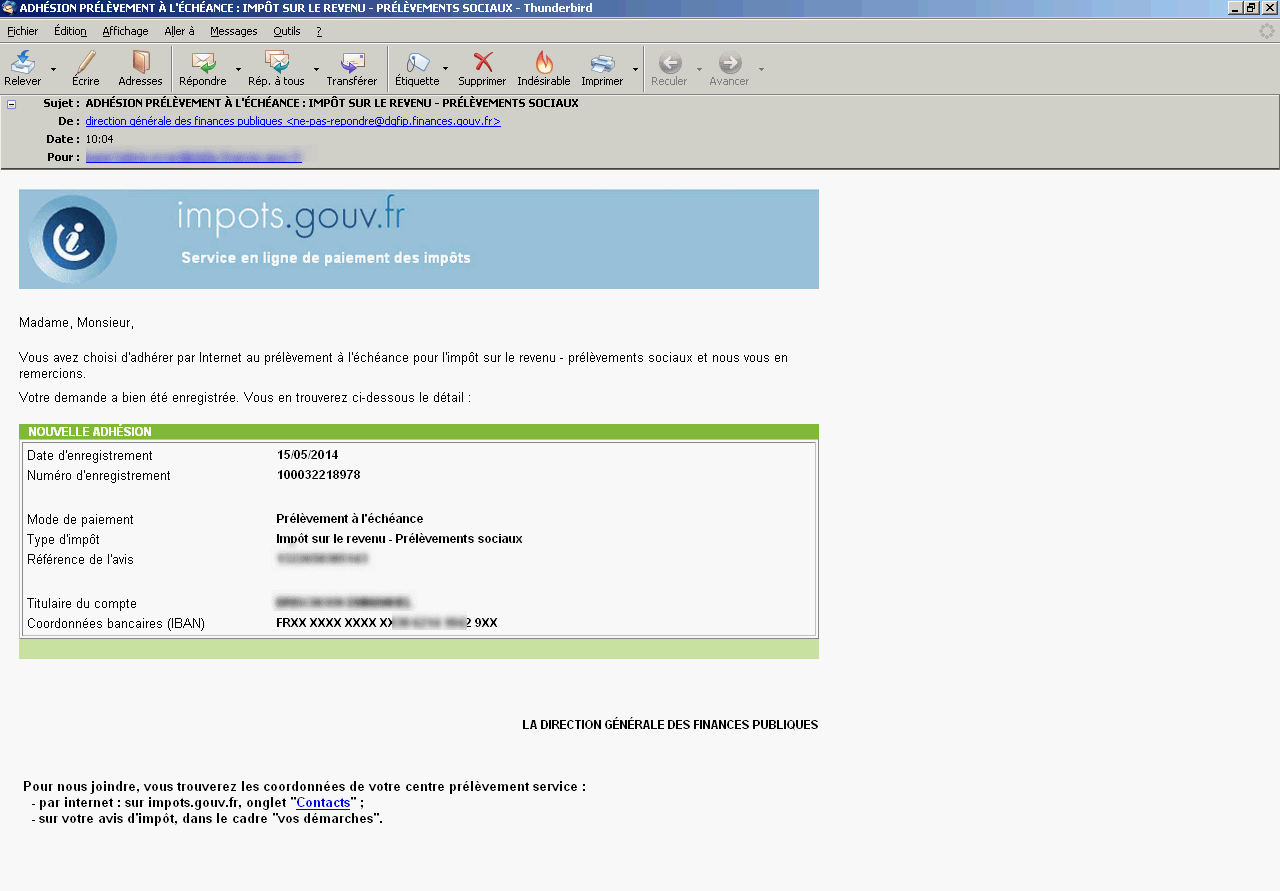 ADHÉSION PRÉLÈVEMENT À L'ÉCHÉANCE : IMPÔT SUR LE REVENU - PRÉLÈVEMENTS SOCIAUX - Thunderbird
Fichier Édition Affichage Aller à Messages Outils ?
Relever Écrire Adresses Répondre Rép. à tous Transférer Étiquette Supprimer Indésirable Imprimer Reculer Avancer
Sujet : ADHÉSION PRÉLÈVEMENT À L'ÉCHÉANCE : IMPÔT SUR LE REVENU - PRÉLÈVEMENTS SOCIAUX
De : direction générale des finances publiques <ne-pas-repondre@dgfip.finances.gouv.fr>
Date : 10:04
Pour :
impots.gouv.fr
Service en ligne de paiement des impôts
Madame, Monsieur,
Vous avez choisi d'adhérer par Internet au prélèvement à l'échéance pour l'impôt sur le revenu - prélèvements sociaux et nous vous en
remercions.
Votre demande a bien été enregistrée. Vous en trouverez ci-dessous le détail :
NOUVELLE ADHÉSION
Date d'enregistrement 15/05/2014
Numéro d'enregistrement 100032218978
Mode de paiement Prélèvement à l'échéance
Type d'impôt Impôt sur le revenu - Prélèvements sociaux
Référence de l'avis
Titulaire du compte
Coordonnées bancaires (IBAN) FRXX XXXX XXXX XX 2 9XX
LA DIRECTION GÉNÉRALE DES FINANCES PUBLIQUES
Pour nous joindre, vous trouverez les coordonnées de votre centre prélèvement service :
- par internet : sur impots.gouv.fr, onglet "Contacts" ;
- sur votre avis d'impôt, dans le cadre "vos démarches".